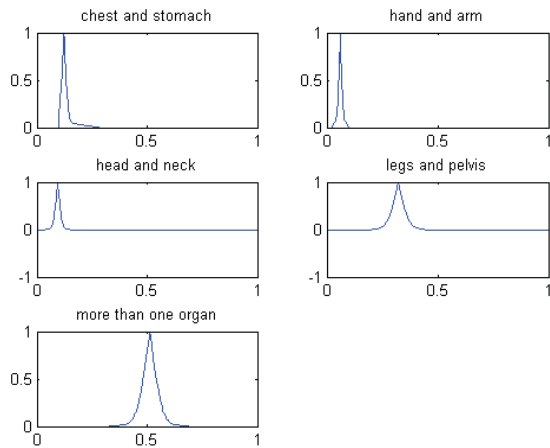 chest and stomach
1
0.5
0
0 0.5 1
hand and arm
1
0.5
0
0 0.5 1
head and neck
1
0
-1
0 0.5 1
legs and pelvis
1
0
-1
0 0.5 1
more than one organ
1
0.5
0
0 0.5 1